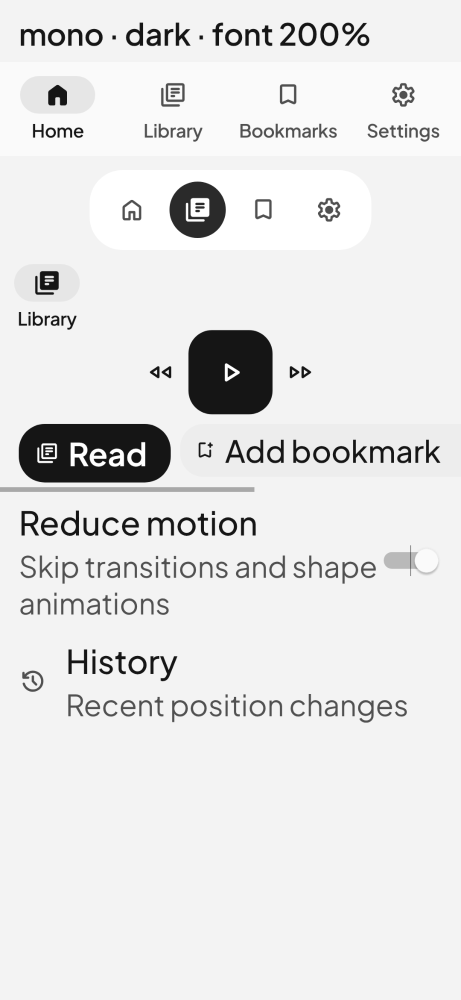 mono · dark · font 200%
Home Library Bookmarks Settings
Library
Read Add bookmark
Reduce motion
Skip transitions and shape
animations
History
Recent position changes